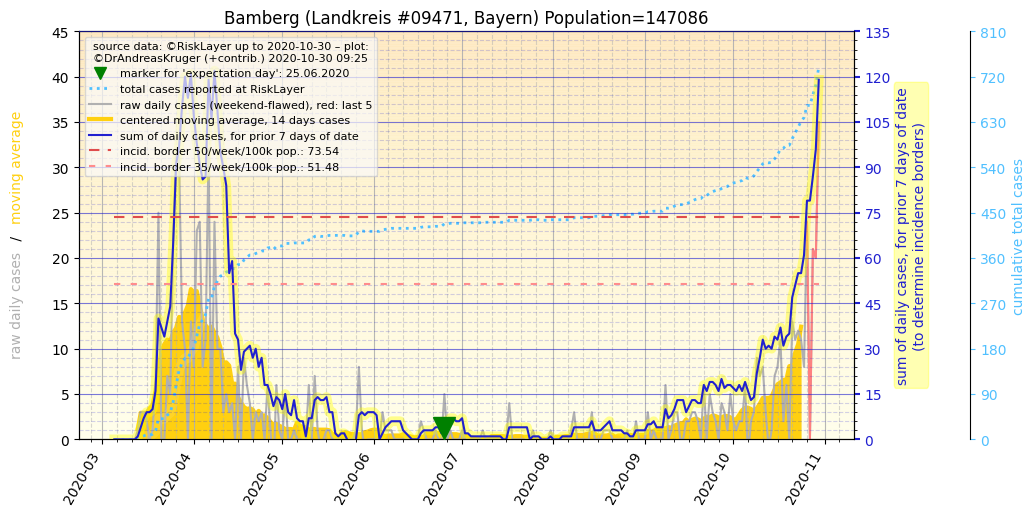 Bamberg (Landkreis #09471, Bayern) Population=147086
source data: ©RiskLayer up to 2020-10-30 – plot:
©DrAndreasKruger (+contrib.) 2020-10-30 09:25
marker for 'expectation day': 25.06.2020
total cases reported at RiskLayer
raw daily cases (weekend-flawed), red: last 5
centered moving average, 14 days cases
sum of daily cases, for prior 7 days of date
incid. border 50/week/100k pop.: 73.54
incid. border 35/week/100k pop.: 51.48
raw daily cases / moving average
45
40
35
30
25
20
15
10
5
0
2020-03
2020-04
2020-05
2020-06
2020-07
2020-08
2020-09
2020-10
2020-11
135
120
105
90
75
60
45
30
15
0
sum of daily cases, for prior 7 days of date
(to determine incidence borders)
810
720
630
540
450
360
270
180
90
0
cumulative total cases